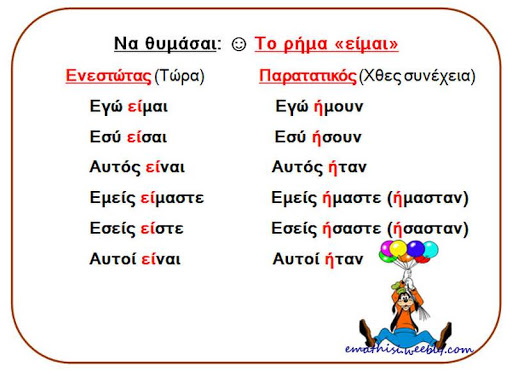 Να θυμάσαι: ☺ Το ρήμα «είμαι»
Ενεστώτας (Τώρα) Παρατατικός (Χθες συνέχεια)
Εγώ είμαι Εγώ ήμουν
Εσύ είσαι Εσύ ήσουν
Αυτός είναι Αυτός ήταν
Εμείς είμαστε Εμείς ήμαστε (ήμασταν)
Εσείς είστε Εσείς ήσαστε (ήσασταν)
Αυτοί είναι Αυτοί ήταν
emathisi.weebly.com